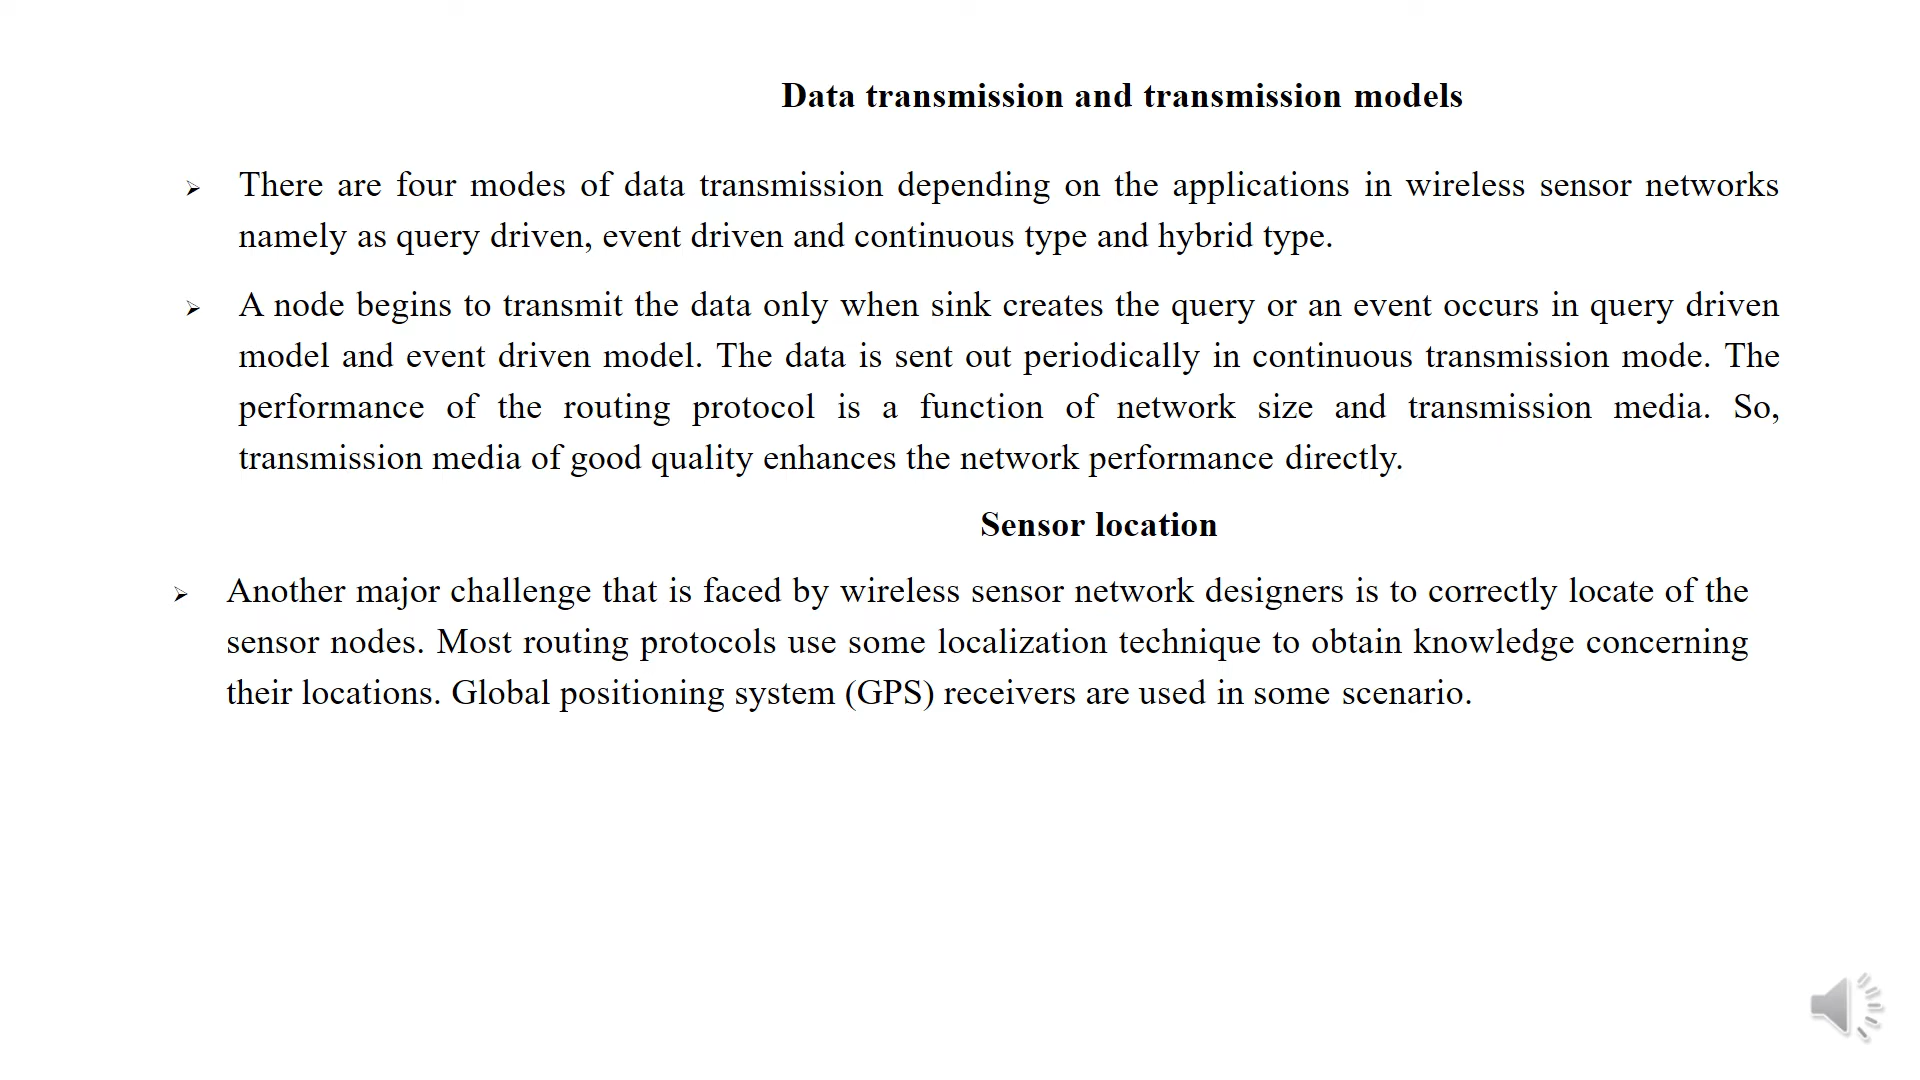 Data transmission and transmission models
➢ There are four modes of data transmission depending on the applications in wireless sensor networks
namely as query driven, event driven and continuous type and hybrid type.
➢ A node begins to transmit the data only when sink creates the query or an event occurs in query driven
model and event driven model. The data is sent out periodically in continuous transmission mode. The
performance of the routing protocol is a function of network size and transmission media. So,
transmission media of good quality enhances the network performance directly.
Sensor location
➢ Another major challenge that is faced by wireless sensor network designers is to correctly locate of the
sensor nodes. Most routing protocols use some localization technique to obtain knowledge concerning
their locations. Global positioning system (GPS) receivers are used in some scenario.